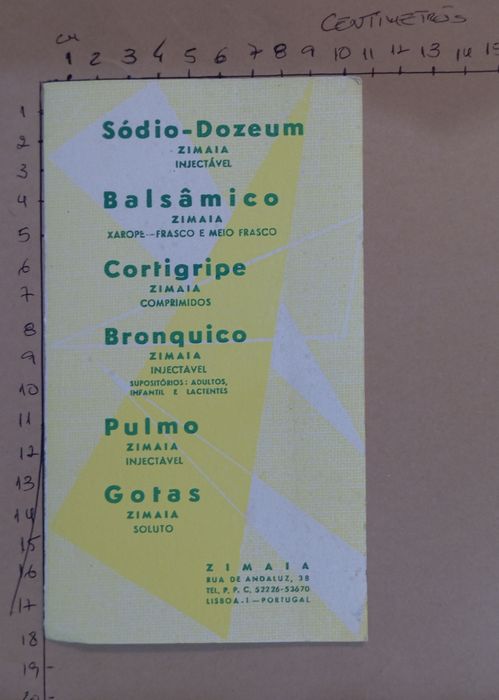 CENTIMETROS
cm
1 2 3 4 5 6 7 8 9 10 11 12 13 14 15
1
2
3
4
5
6
7
8
9
10
11
12
13
14
15
16
17
18
19
20
Sódio-Dozeum
ZIMAIA
INJECTÁVEL
Balsâmico
ZIMAIA
XAROPE—FRASCO E MEIO FRASCO
Cortigripe
ZIMAIA
COMPRIMIDOS
Bronquico
ZIMAIA
INJECTÁVEL
SUPOSITÓRIOS: ADULTOS,
INFANTIL E LACTENTES
Pulmo
ZIMAIA
INJECTÁVEL
Gotas
ZIMAIA
SOLUTO
ZIMAIA
RUA DE ANDALUZ, 38
TEL. P. P. C. 52226-53670
LISBOA-1—PORTUGAL